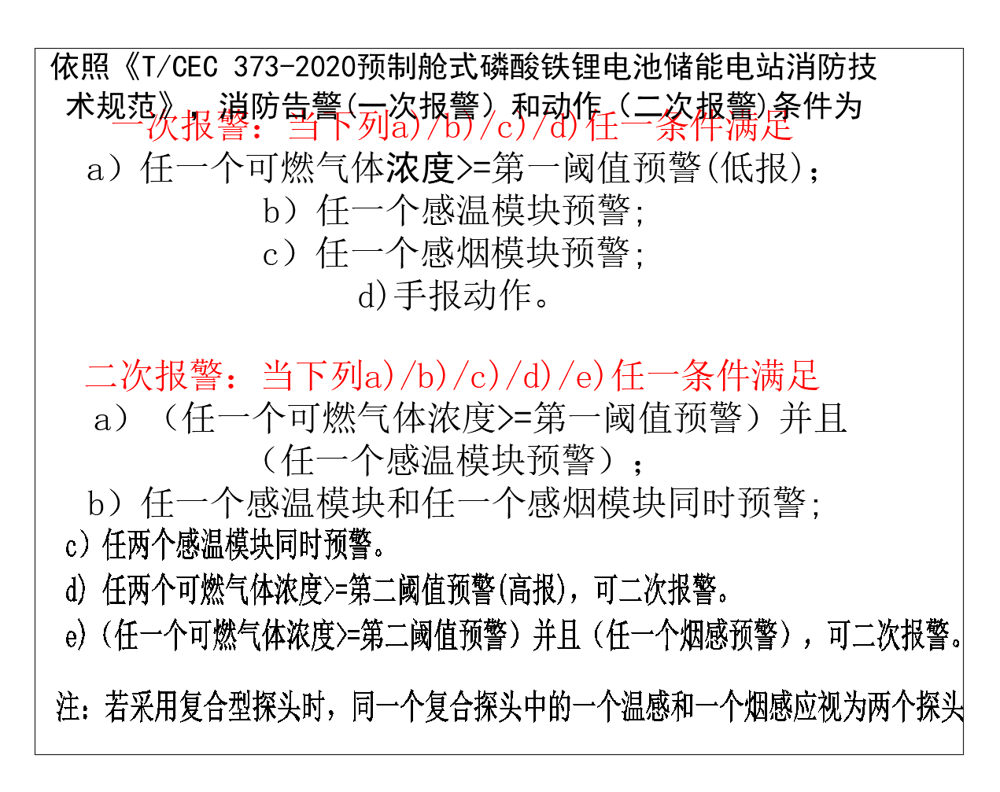 依照《T/CEC 373-2020预制舱式磷酸铁锂电池储能电站消防技
术规范》，消防告警(一次报警）和动作（二次报警)条件为
一次报警：当下列a)/b)/c)/d)任一条件满足
a）任一个可燃气体浓度>=第一阈值预警(低报)；
b）任一个感温模块预警;
c）任一个感烟模块预警;
d)手报动作。
二次报警：当下列a)/b)/c)/d)/e)任一条件满足
a）（任一个可燃气体浓度>=第一阈值预警）并且
（任一个感温模块预警）；
b）任一个感温模块和任一个感烟模块同时预警;
c）任两个感温模块同时预警。
d) 任两个可燃气体浓度>=第二阈值预警(高报)，可二次报警。
e)（任一个可燃气体浓度>=第二阈值预警）并且（任一个烟感预警），可二次报警。
注：若采用复合型探头时，同一个复合探头中的一个温感和一个烟感应视为两个探头